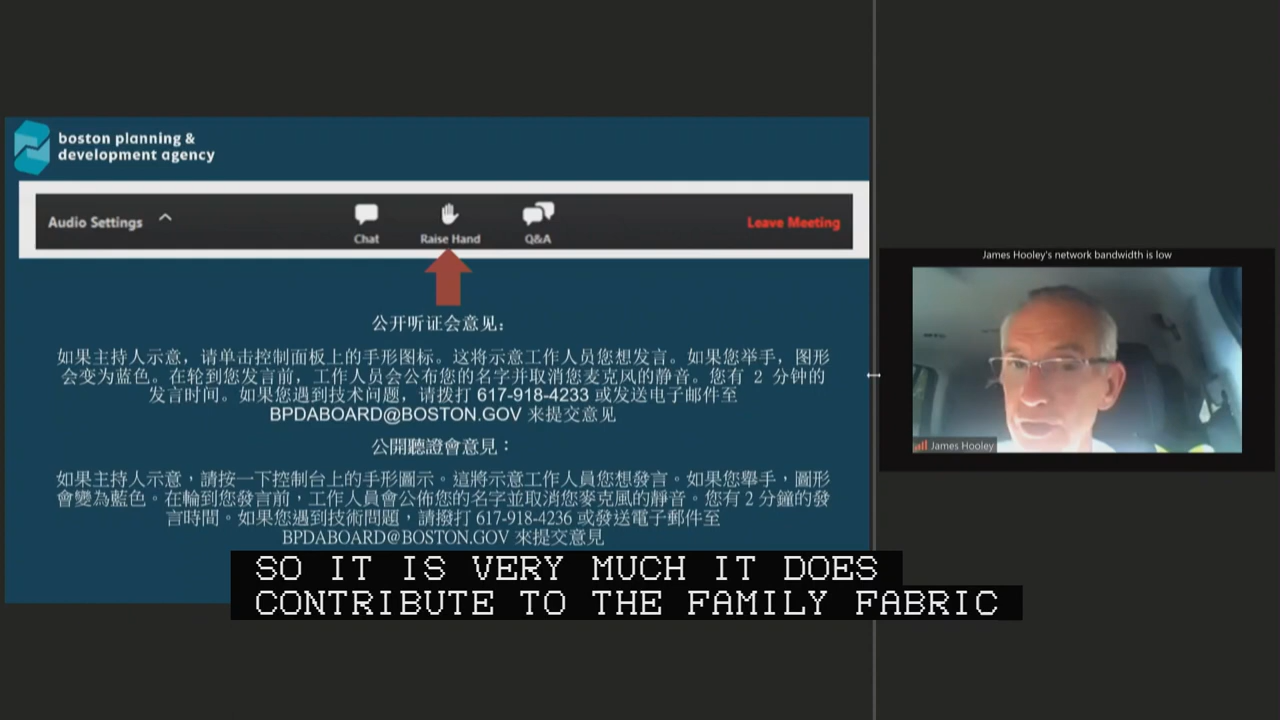 boston planning &
development agency
Audio Settings
Chat
Raise Hand
Q&A
Leave Meeting
公开听证会意见：
如果主持人示意，请单击控制面板上的手形图标。这将示意工作人员您想发言。如果您举手，图形
会变为蓝色。在轮到您发言前，工作人员会公布您的名字并取消您麦克风的静音。您有 2 分钟的
发言时间。如果您遇到技术问题，请拨打 617-918-4233 或发送电子邮件至
BPDABOARD@BOSTON.GOV 来提交意见
公開聽證會意見：
如果主持人示意，請按一下控制台上的手形圖示。這將示意工作人員您想發言。如果您舉手，圖形
會變為藍色。在輪到您發言前，工作人員會公佈您的名字並取消您麥克風的靜音。您有 2 分鐘的發
言時間。如果您遇到技術問題，請撥打 617-918-4236 或發送電子郵件至
BPDABOARD@BOSTON.GOV 來提交意見
James Hooley's network bandwidth is low
James Hooley
SO IT IS VERY MUCH IT DOES
CONTRIBUTE TO THE FAMILY FABRIC